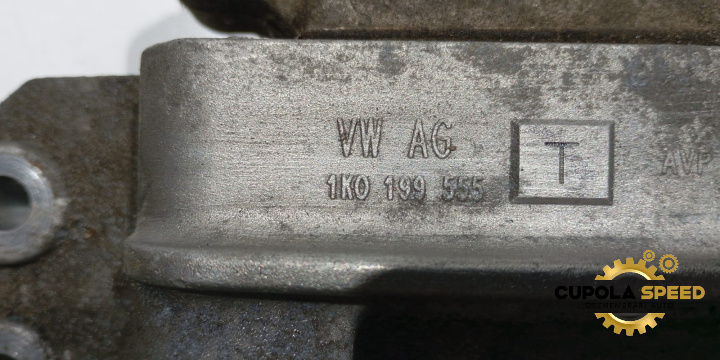 VW AG
1K0 199 555
T
AVP
CUPOLA SPEED